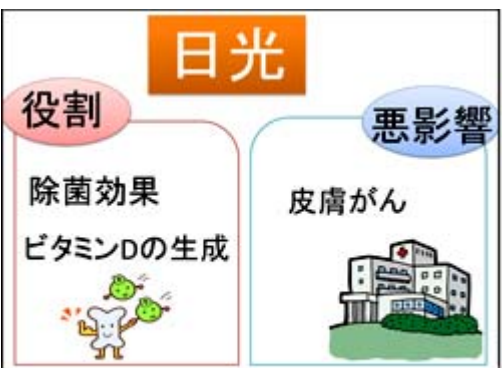 日光
役割
除菌効果
ビタミンDの生成
悪影響
皮膚がん